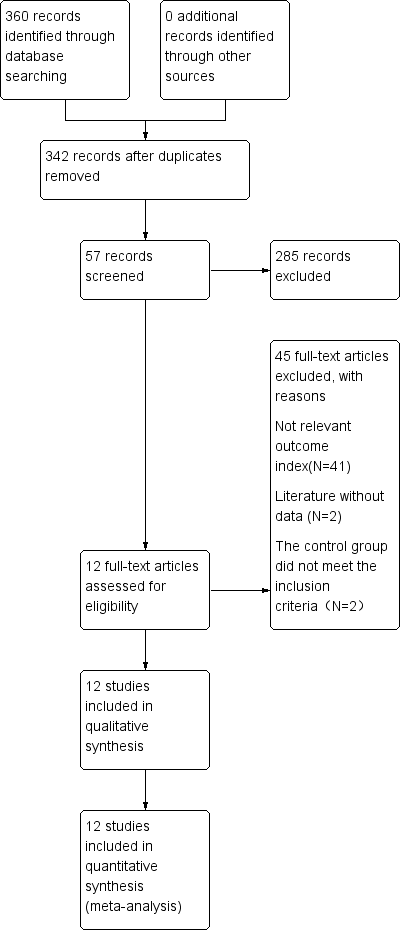 360 records
identified through
database
searching
0 additional
records identified
through other
sources
342 records after duplicates
removed
57 records
screened
285 records
excluded
45 full-text articles
excluded, with
reasons
Not relevant
outcome
index(N=41)
Literature without
data (N=2)
The control group
did not meet the
inclusion
criteria（N=2）
12 full-text articles
assessed for
eligibility
12 studies
included in
qualitative
synthesis
12 studies
included in
quantitative
synthesis
(meta-analysis)